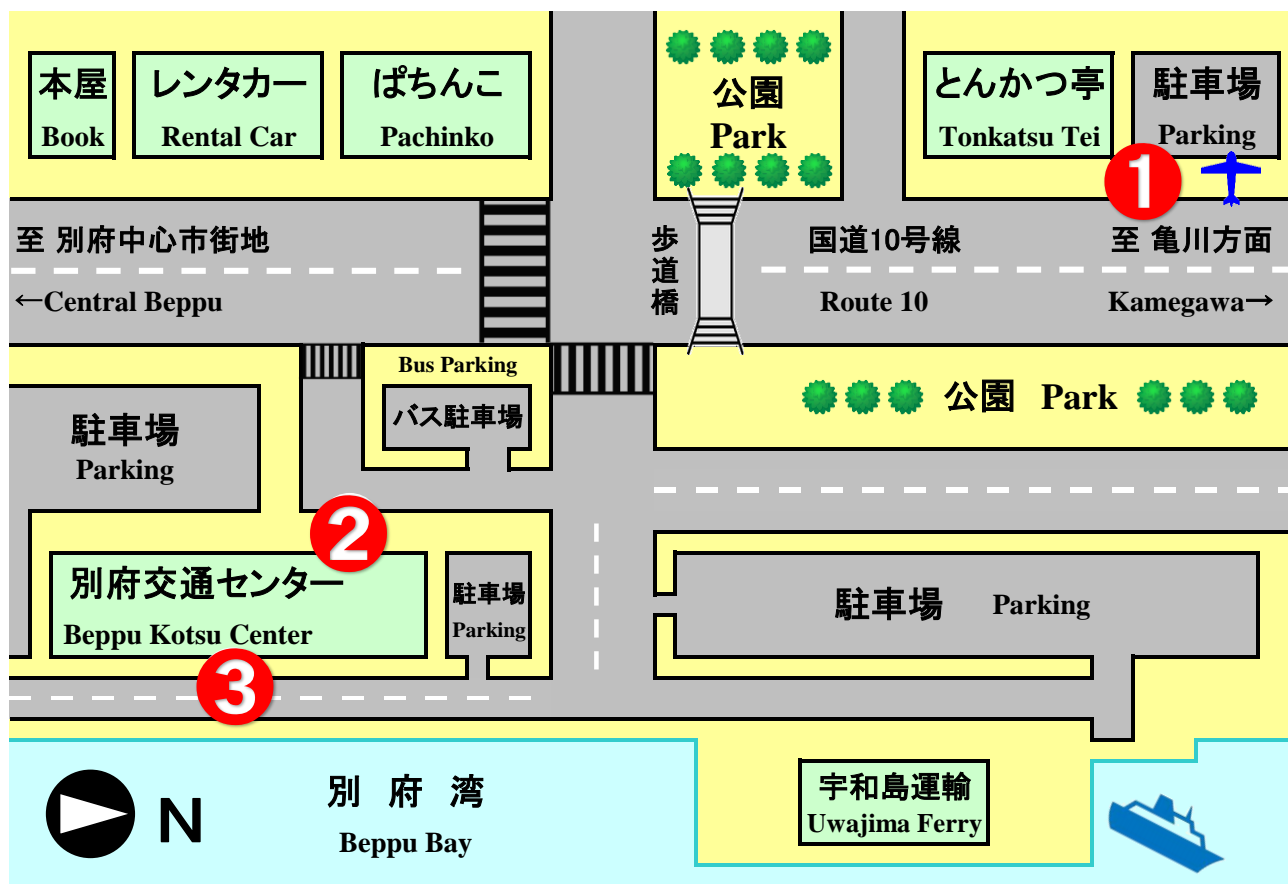 本屋
Book
レンタカー
Rental Car
ぱちんこ
Pachinko
公園
Park
とんかつ亭
Tonkatsu Tei
駐車場
Parking
1
至 別府中心市街地
←Central Beppu
歩道橋
国道10号線
Route 10
至 亀川方面
Kamegawa→
Bus Parking
バス駐車場
公園 Park
駐車場
Parking
2
別府交通センター
Beppu Kotsu Center
駐車場
Parking
駐車場 Parking
3
N
別府湾
Beppu Bay
宇和島運輸
Uwajima Ferry